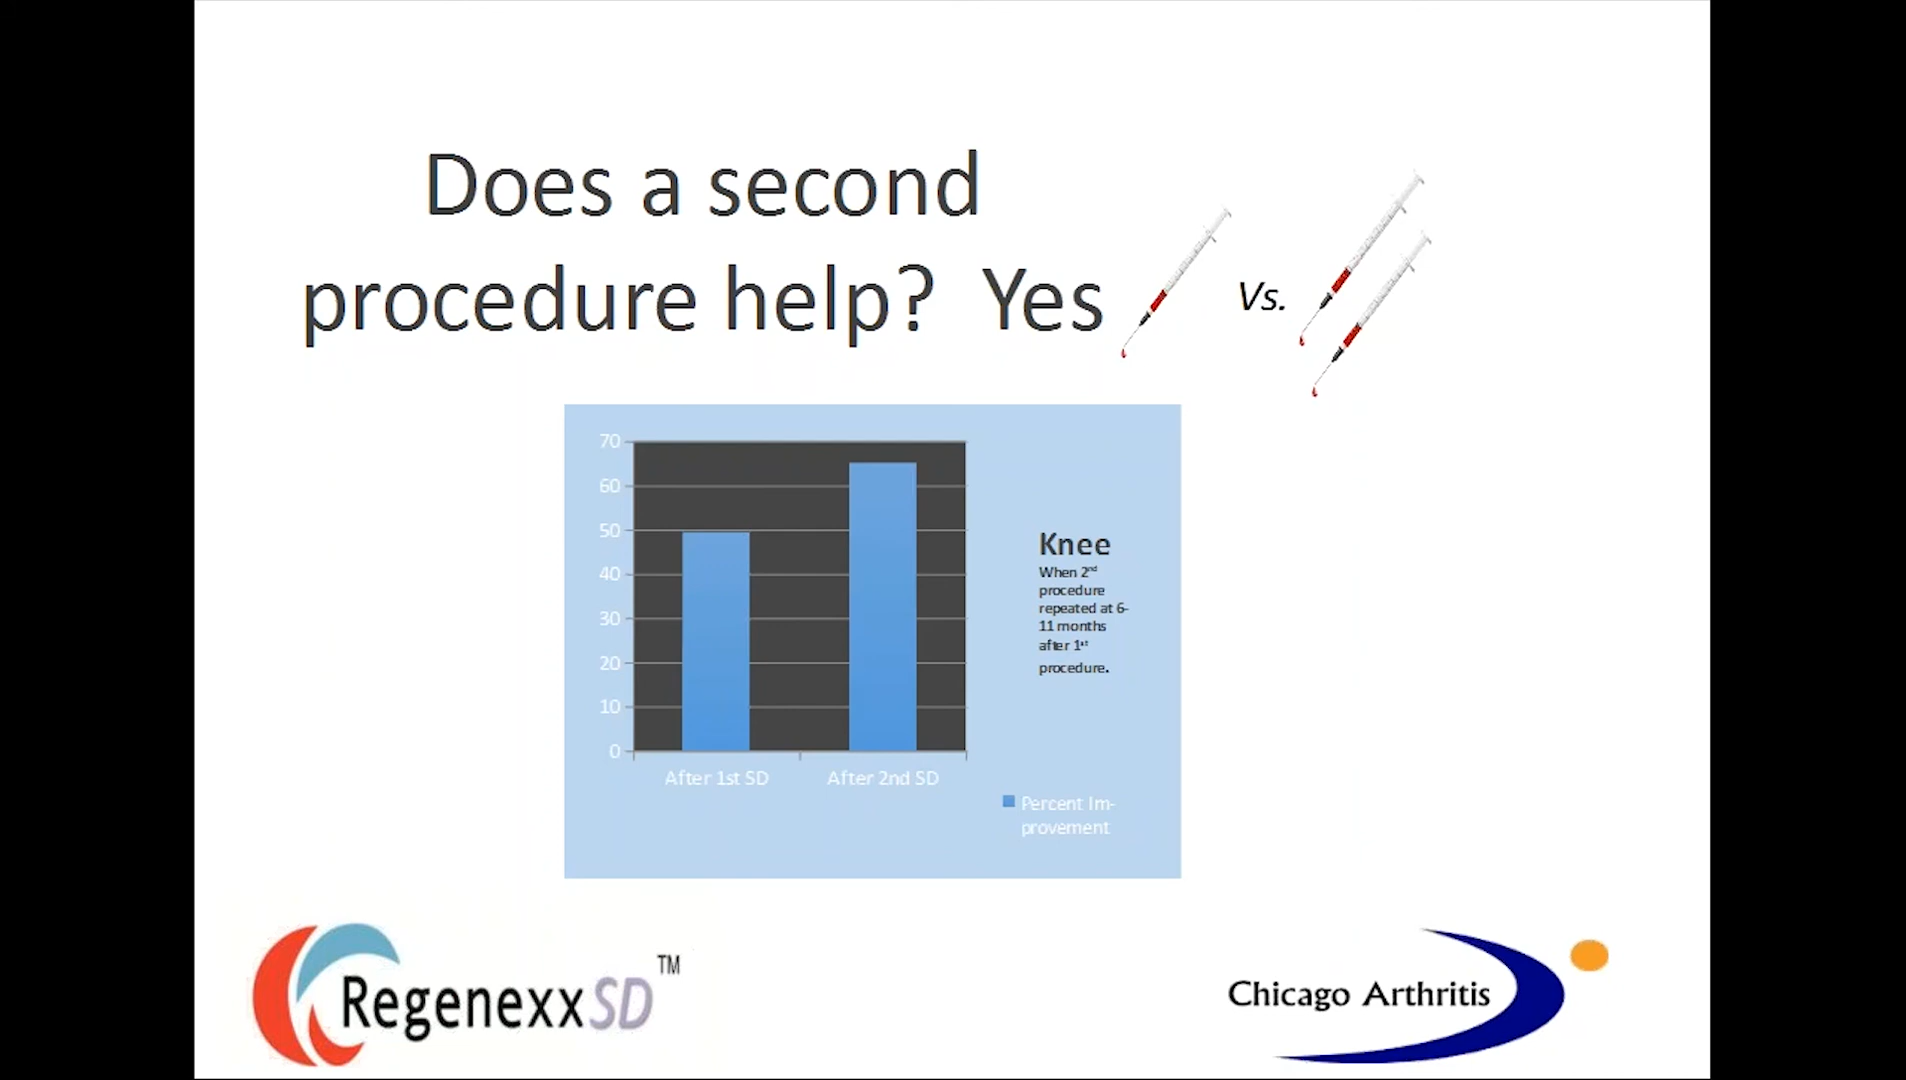 Does a second
procedure help?  Yes
Vs.
70
60
50
40
30
20
10
0
After 1st SD
After 2nd SD
Knee
When 2nd
procedure
repeated at 6-
11 months
after 1st
procedure.
Percent Im-
provement
RegenexxSD TM
Chicago Arthritis